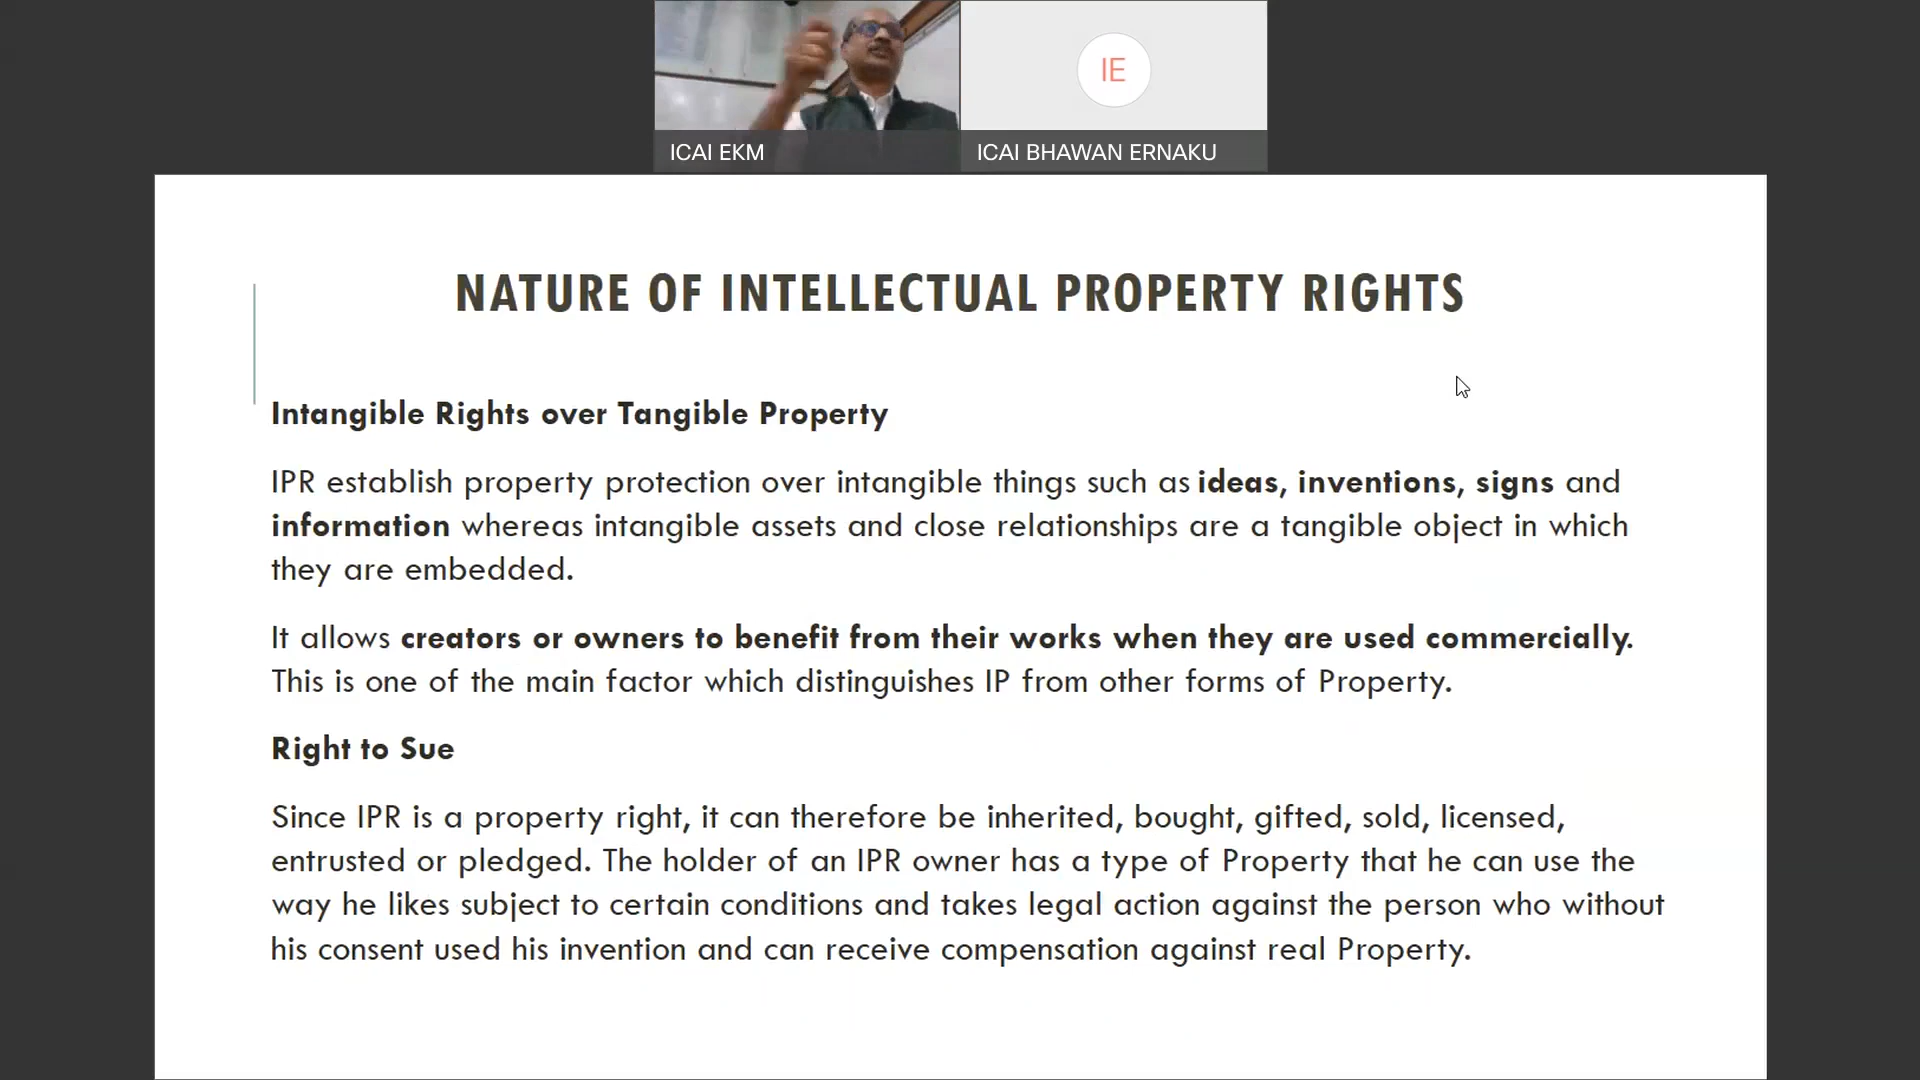 IE
ICAI EKM
ICAI BHAWAN ERNAKU
NATURE OF INTELLECTUAL PROPERTY RIGHTS
Intangible Rights over Tangible Property
IPR establish property protection over intangible things such as ideas, inventions, signs and
information whereas intangible assets and close relationships are a tangible object in which
they are embedded.
It allows creators or owners to benefit from their works when they are used commercially.
This is one of the main factor which distinguishes IP from other forms of Property.
Right to Sue
Since IPR is a property right, it can therefore be inherited, bought, gifted, sold, licensed,
entrusted or pledged. The holder of an IPR owner has a type of Property that he can use the
way he likes subject to certain conditions and takes legal action against the person who without
his consent used his invention and can receive compensation against real Property.